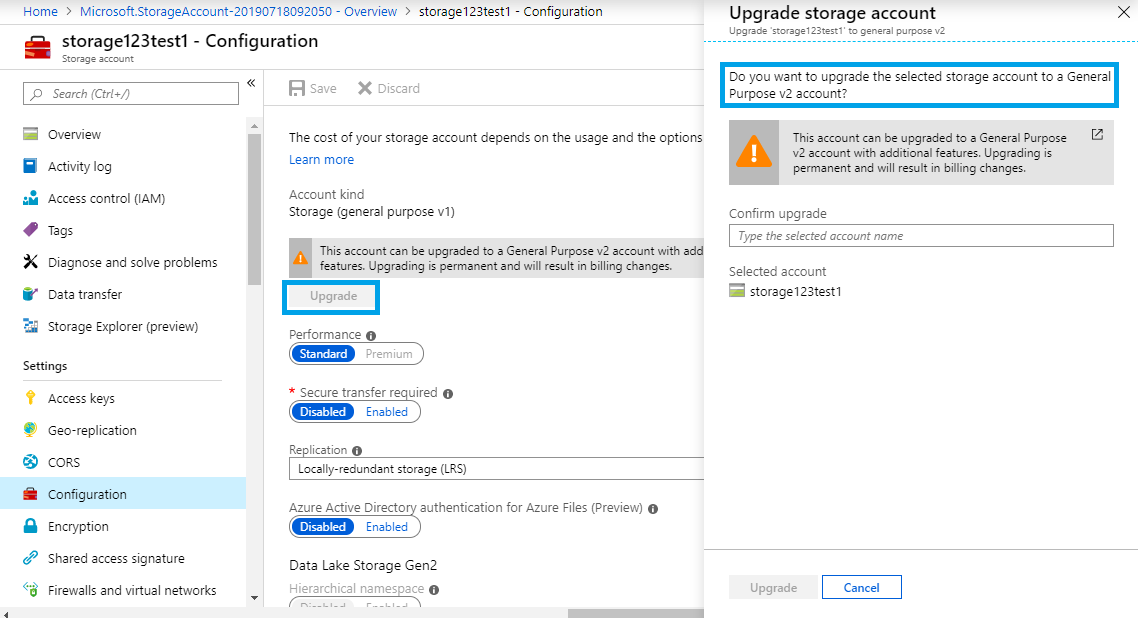 Home > Microsoft.StorageAccount-20190718092050 - Overview > storage123test1 - Configuration
storage123test1 - Configuration
Storage account
Search (Ctrl+/)
«
Overview
Activity log
Access control (IAM)
Tags
Diagnose and solve problems
Data transfer
Storage Explorer (preview)
Settings
Access keys
Geo-replication
CORS
Configuration
Encryption
Shared access signature
Firewalls and virtual networks
Save
Discard
The cost of your storage account depends on the usage and the options
Learn more
Account kind
Storage (general purpose v1)
This account can be upgraded to a General Purpose v2 account with add
features. Upgrading is permanent and will result in billing changes.
Upgrade
Performance
Standard Premium
* Secure transfer required
Disabled Enabled
Replication
Locally-redundant storage (LRS)
Azure Active Directory authentication for Azure Files (Preview)
Disabled Enabled
Data Lake Storage Gen2
Hierarchical namespace
Disabled Enabled
Upgrade storage account
Upgrade 'storage123test1' to general purpose v2
Do you want to upgrade the selected storage account to a General
Purpose v2 account?
This account can be upgraded to a General Purpose
v2 account with additional features. Upgrading is
permanent and will result in billing changes.
Confirm upgrade
Type the selected account name
Selected account
storage123test1
Upgrade
Cancel